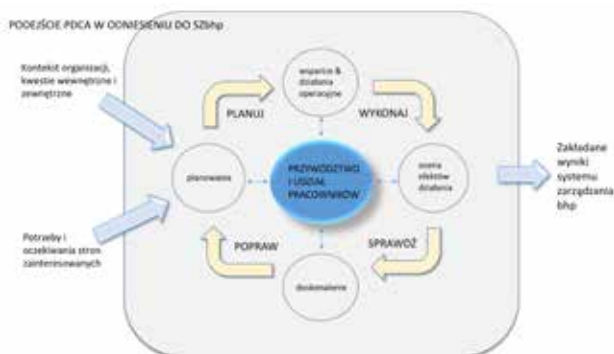 PODEJŚCIE PDCA W ODNIESIENIU DO SZbhp
Kontekst organizacji,
kwestie wewnętrzne i
zewnętrzne
Potrzeby i
oczekiwania stron
zainteresowanych
PLANUJ
wsparcie &
działania
operacyjne
WYKONAJ
planowanie
PRZYWÓDZTWO
I UDZIAŁ
PRACOWNIKÓW
ocena
efektów
działania
POPRAW
SPRAWDŹ
doskonalenie
Zakładane
wyniki
systemu
zarządzania
bhp